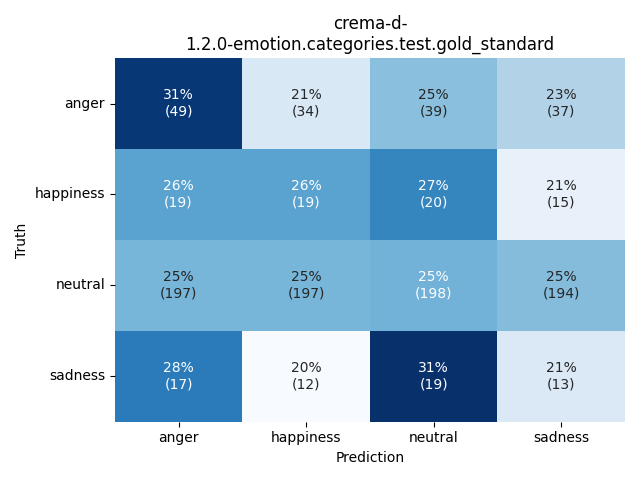 crema-d-
1.2.0-emotion.categories.test.gold_standard
Truth
anger
31% 21% 25% 23%
(49) (34) (39) (37)
happiness
26% 26% 27% 21%
(19) (19) (20) (15)
neutral
25% 25% 25% 25%
(197) (197) (198) (194)
sadness
28% 20% 31% 21%
(17) (12) (19) (13)
anger happiness neutral sadness
Prediction